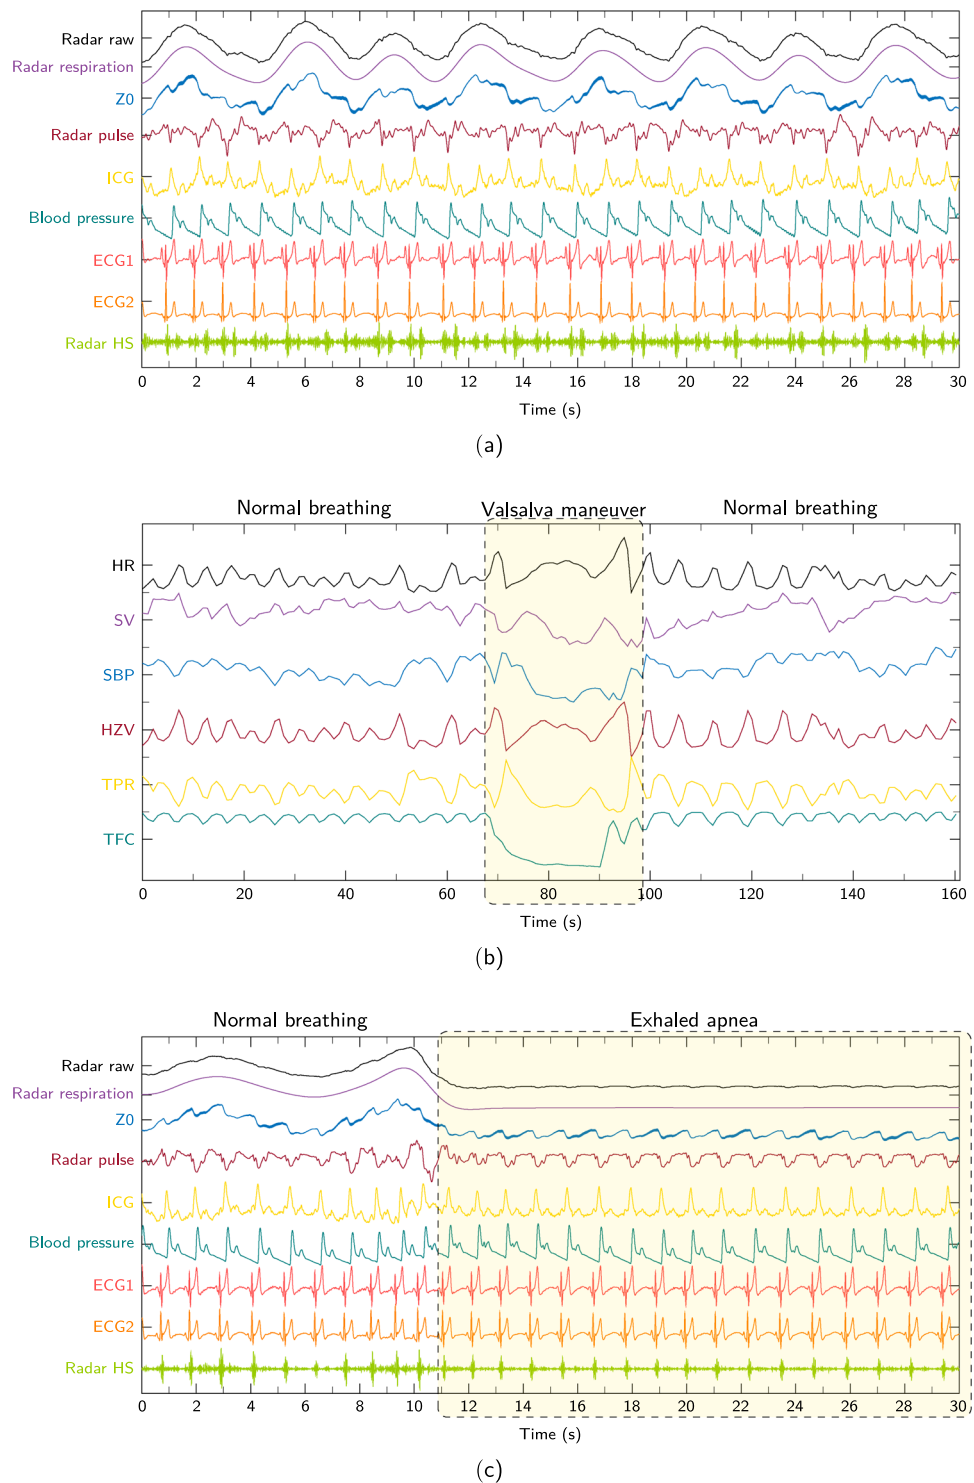 Radar raw
Radar respiration
Z0
Radar pulse
ICG
Blood pressure
ECG1
ECG2
Radar HS
0 2 4 6 8 10 12 14 16 18 20 22 24 26 28 30
Time (s)
(a)
Normal breathing Valsalva maneuver Normal breathing
HR
SV
SBP
HZV
TPR
TFC
0 20 40 60 80 100 120 140 160
Time (s)
(b)
Normal breathing Exhaled apnea
Radar raw
Radar respiration
Z0
Radar pulse
ICG
Blood pressure
ECG1
ECG2
Radar HS
0 2 4 6 8 10 12 14 16 18 20 22 24 26 28 30
Time (s)
(c)